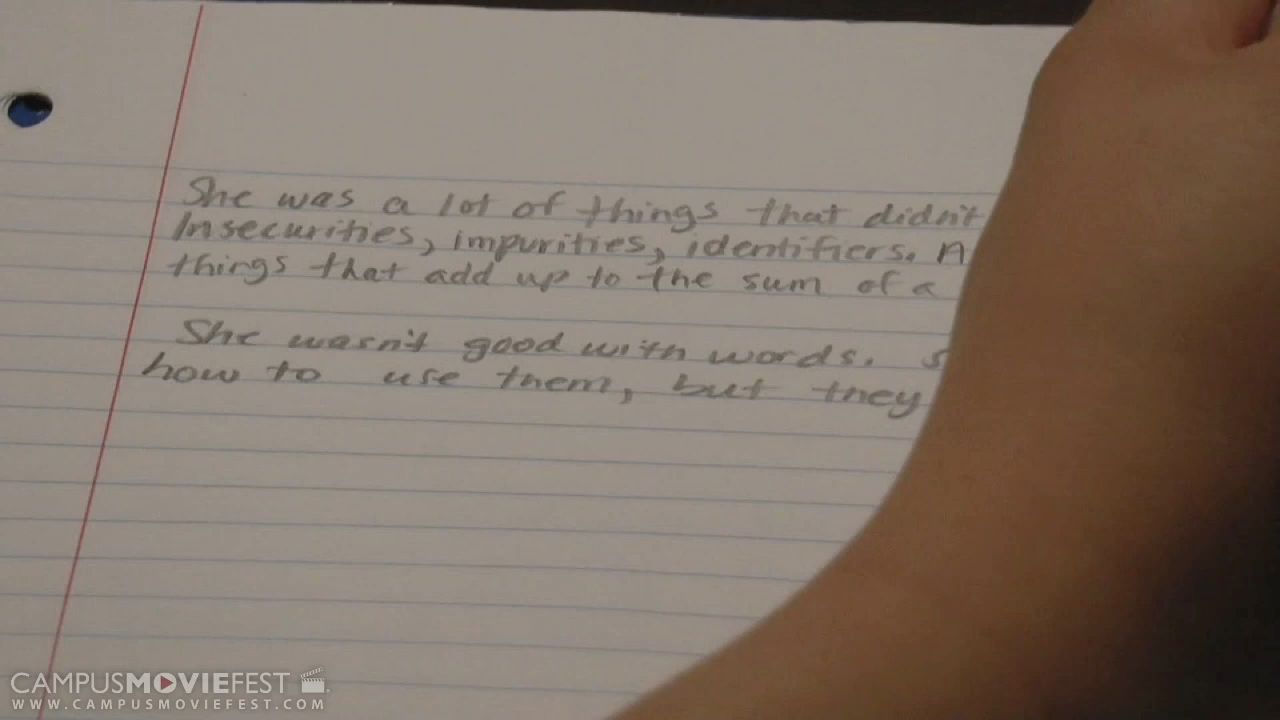 She was a lot of things that didn't
Insecurities, impurities, identifiers. A
things that add up to the sum of a
She wasn't good with words. S
how to use them, but they
CAMPUSMOVIEFEST
WWW.CAMPUSMOVIEFEST.COM